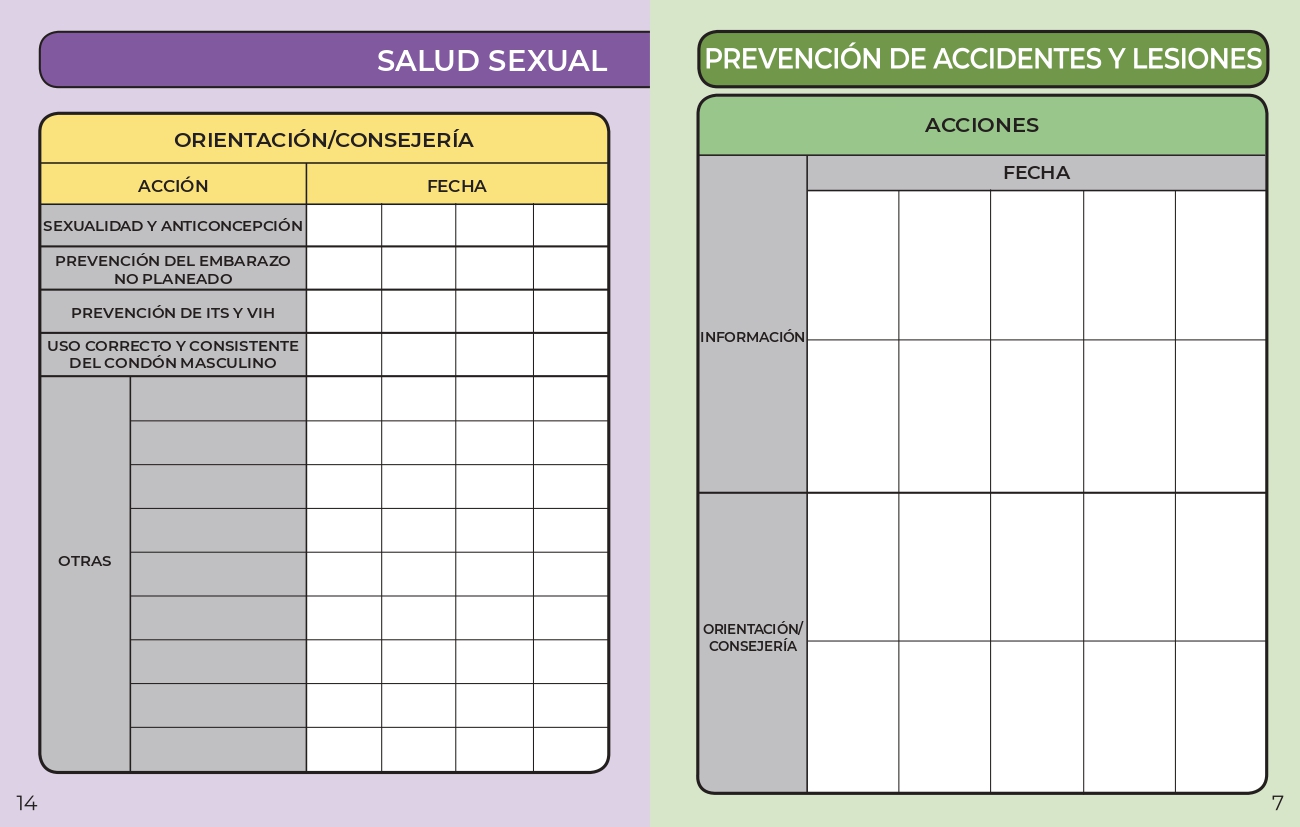 SALUD SEXUAL
ORIENTACIÓN/CONSEJERÍA
ACCIÓN
FECHA
SEXUALIDAD Y ANTICONCEPCIÓN
PREVENCIÓN DEL EMBARAZO
NO PLANEADO
PREVENCIÓN DE ITS Y VIH
USO CORRECTO Y CONSISTENTE
DEL CONDÓN MASCULINO
OTRAS
14
PREVENCIÓN DE ACCIDENTES Y LESIONES
ACCIONES
FECHA
INFORMACIÓN
ORIENTACIÓN/
CONSEJERÍA
7